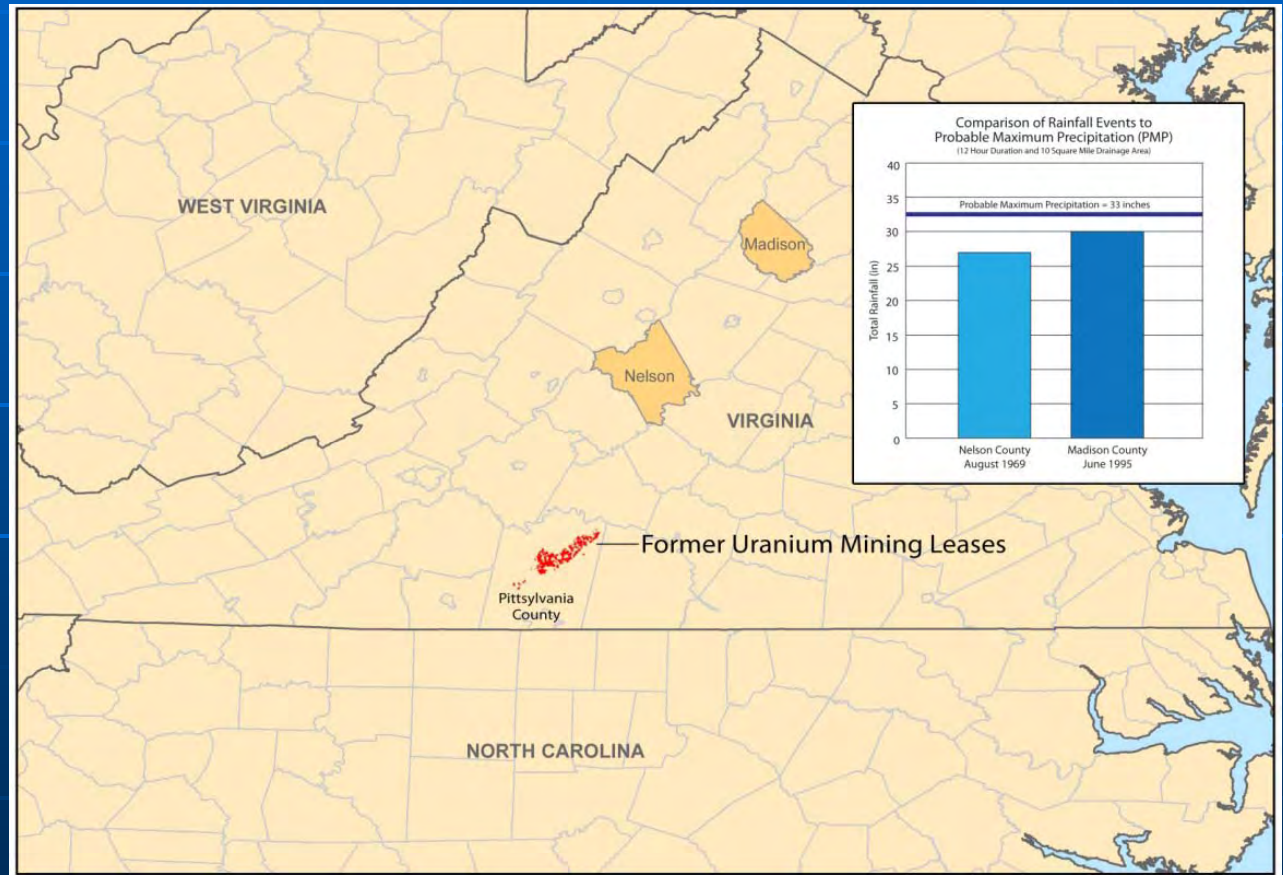 Comparison of Rainfall Events to
Probable Maximum Precipitation (PMP)
(12 Hour Duration and 10 Square Mile Drainage Area)
40
35
30
25
20
15
10
5
0
Total Rainfall (in)
Probable Maximum Precipitation = 33 inches
Nelson County
August 1969
Madison County
June 1995
WEST VIRGINIA
Madison
Nelson
VIRGINIA
Former Uranium Mining Leases
Pittsylvania
County
NORTH CAROLINA